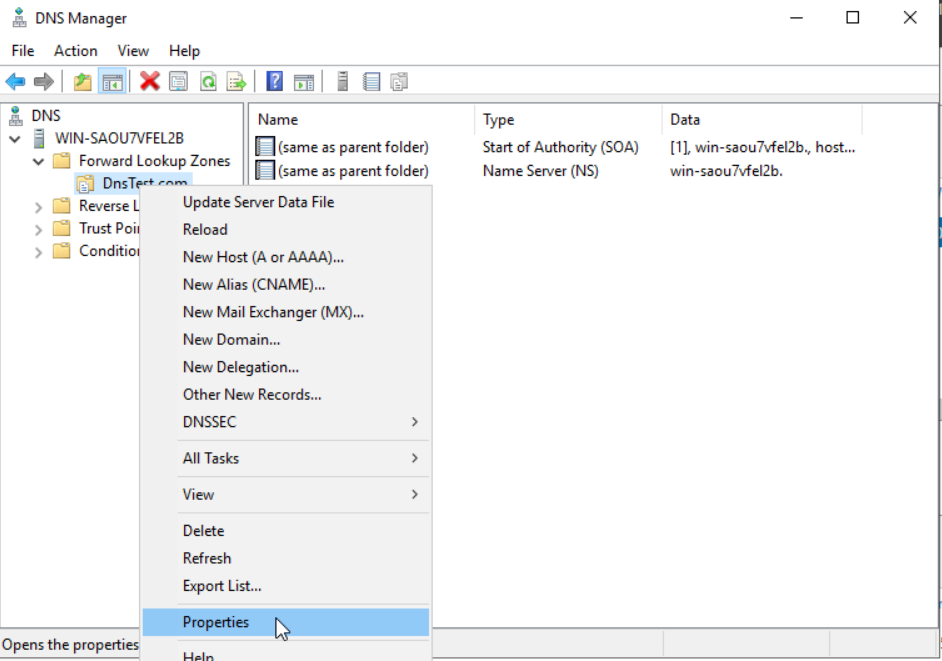 DNS Manager
File Action View Help
DNS
WIN-SAOU7VFEL2B
Forward Lookup Zones
DnsTest.com
Reverse L
Trust Poi
Condition
Name Type Data
(same as parent folder) Start of Authority (SOA) [1], win-saou7vfel2b., host...
(same as parent folder) Name Server (NS) win-saou7vfel2b.
Update Server Data File
Reload
New Host (A or AAAA)...
New Alias (CNAME)...
New Mail Exchanger (MX)...
New Domain...
New Delegation...
Other New Records...
DNSSEC
All Tasks
View
Delete
Refresh
Export List...
Properties
Help
Opens the properties